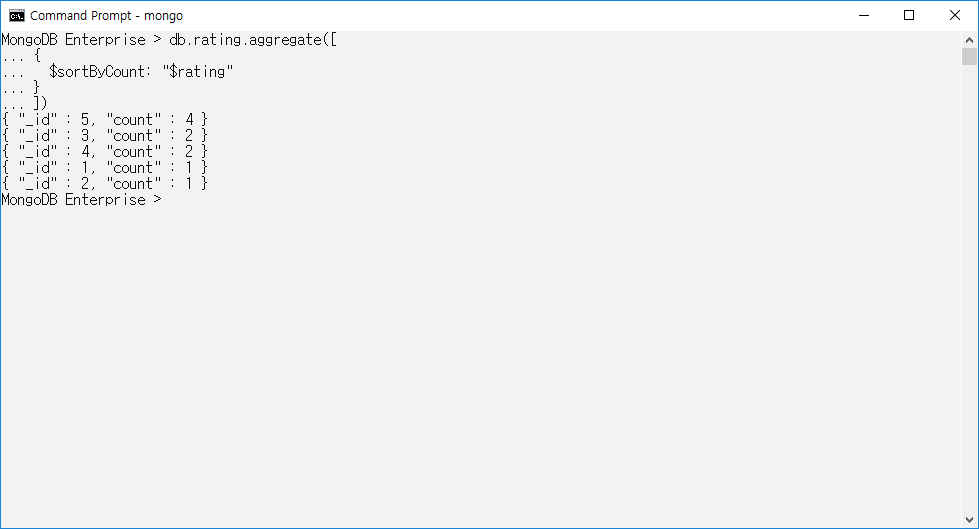 Command Prompt - mongo
MongoDB Enterprise > db.rating.aggregate([
... {
...   $sortByCount: "$rating"
... }
... ])
{ "_id" : 5, "count" : 4 }
{ "_id" : 3, "count" : 2 }
{ "_id" : 4, "count" : 2 }
{ "_id" : 1, "count" : 1 }
{ "_id" : 2, "count" : 1 }
MongoDB Enterprise >